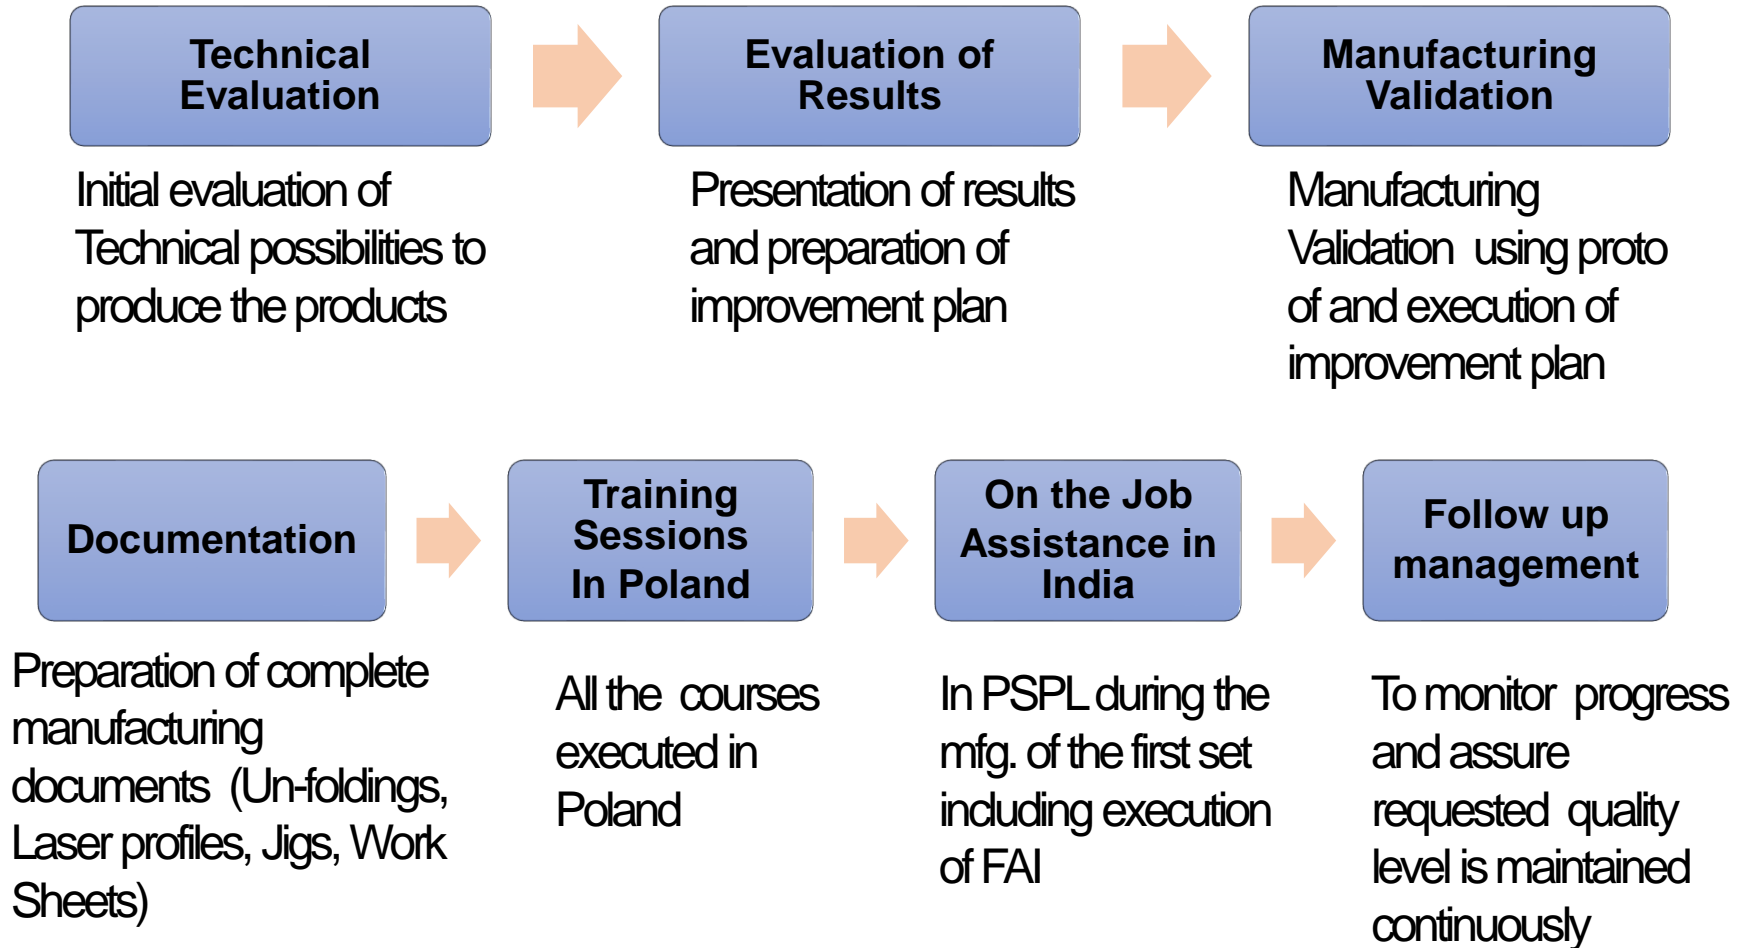 Technical
Evaluation
Evaluation of
Results
Manufacturing
Validation
Initial evaluation of
Technical possibilities to
produce the products
Presentation of results
and preparation of
improvement plan
Manufacturing
Validation using proto
of and execution of
improvement plan
Documentation
Training
Sessions
In Poland
On the Job
Assistance in
India
Follow up
management
Preparation of complete
manufacturing
documents (Un-foldings,
Laser profiles, Jigs, Work
Sheets)
All the courses
executed in
Poland
In PSPL during the
mfg. of the first set
including execution
of FAI
To monitor progress
and assure
requested quality
level is maintained
continuously